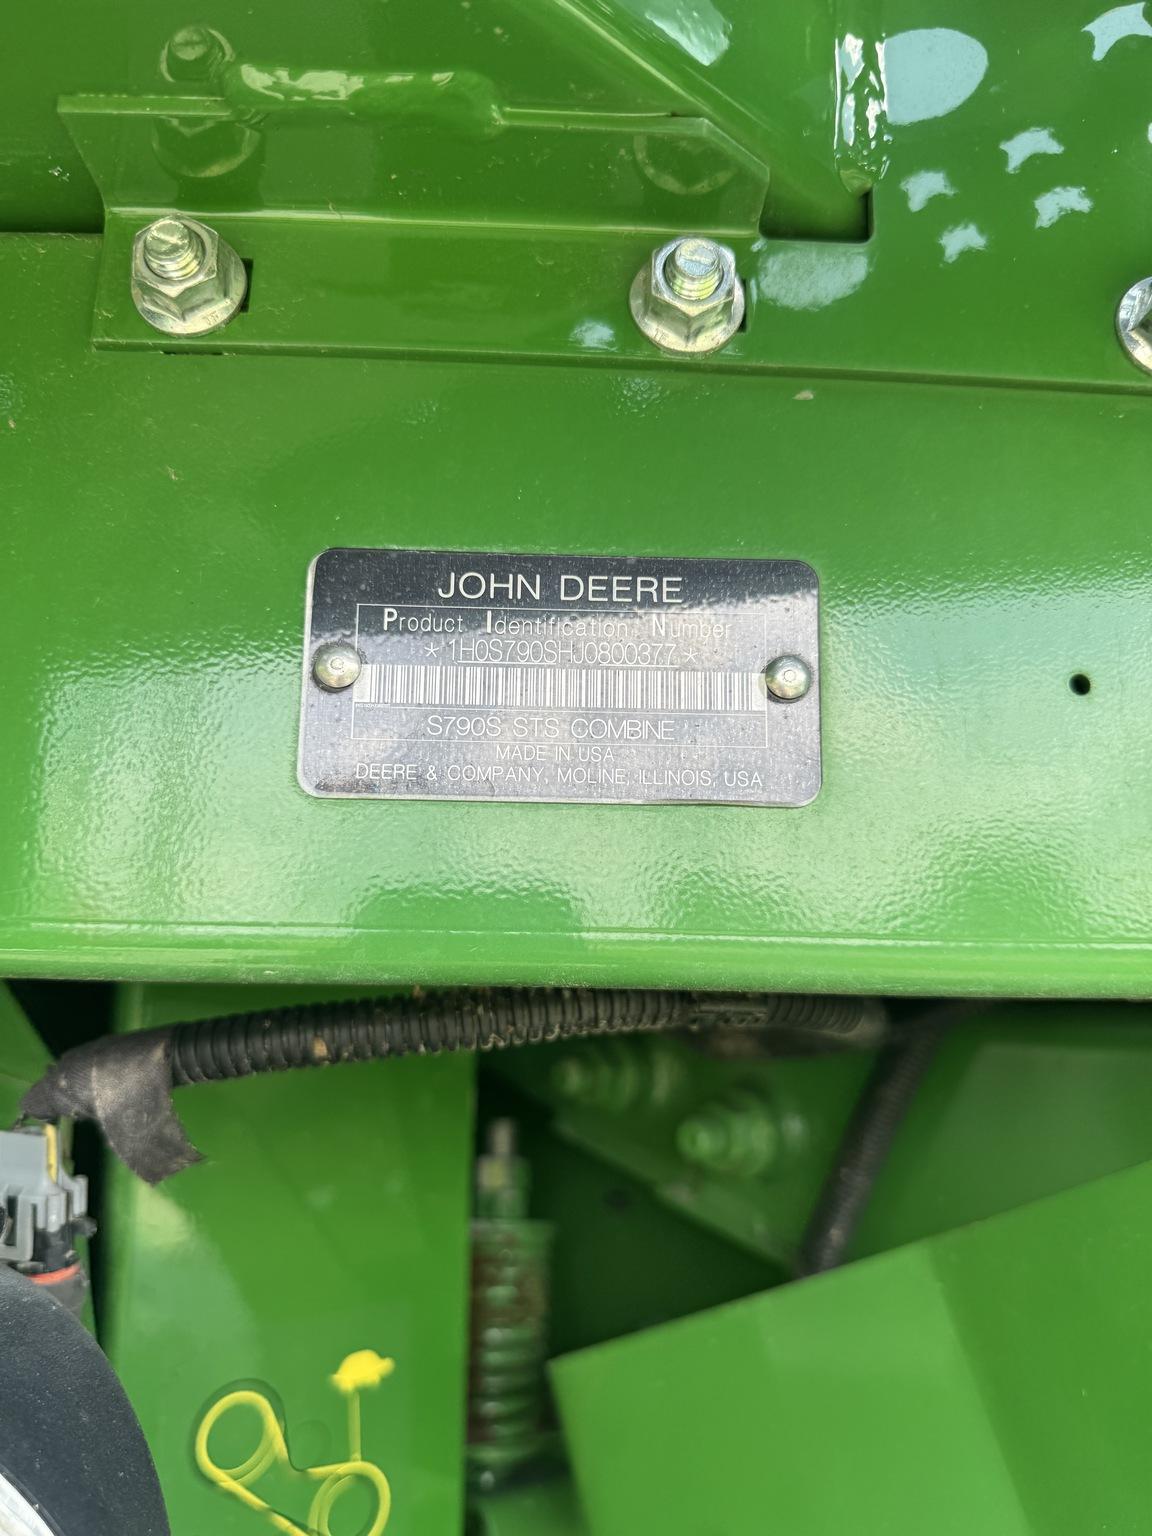 JOHN DEERE
Product Identification Number
*1H0S790SHJ0800377*
S790S STS COMBINE
MADE IN USA
DEERE & COMPANY, MOLINE, ILLINOIS, USA